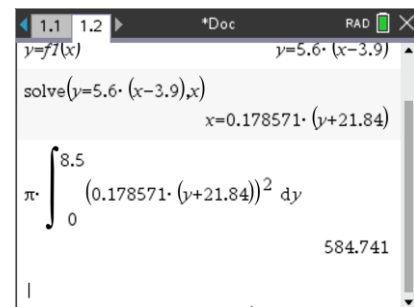 1.1 1.2 *Doc RAD
y=f1(x) y=5.6·(x−3.9)
solve(y=5.6·(x−3.9),x)
x=0.178571·(y+21.84)
π·∫₀^8.5 (0.178571·(y+21.84))² dy
584.741